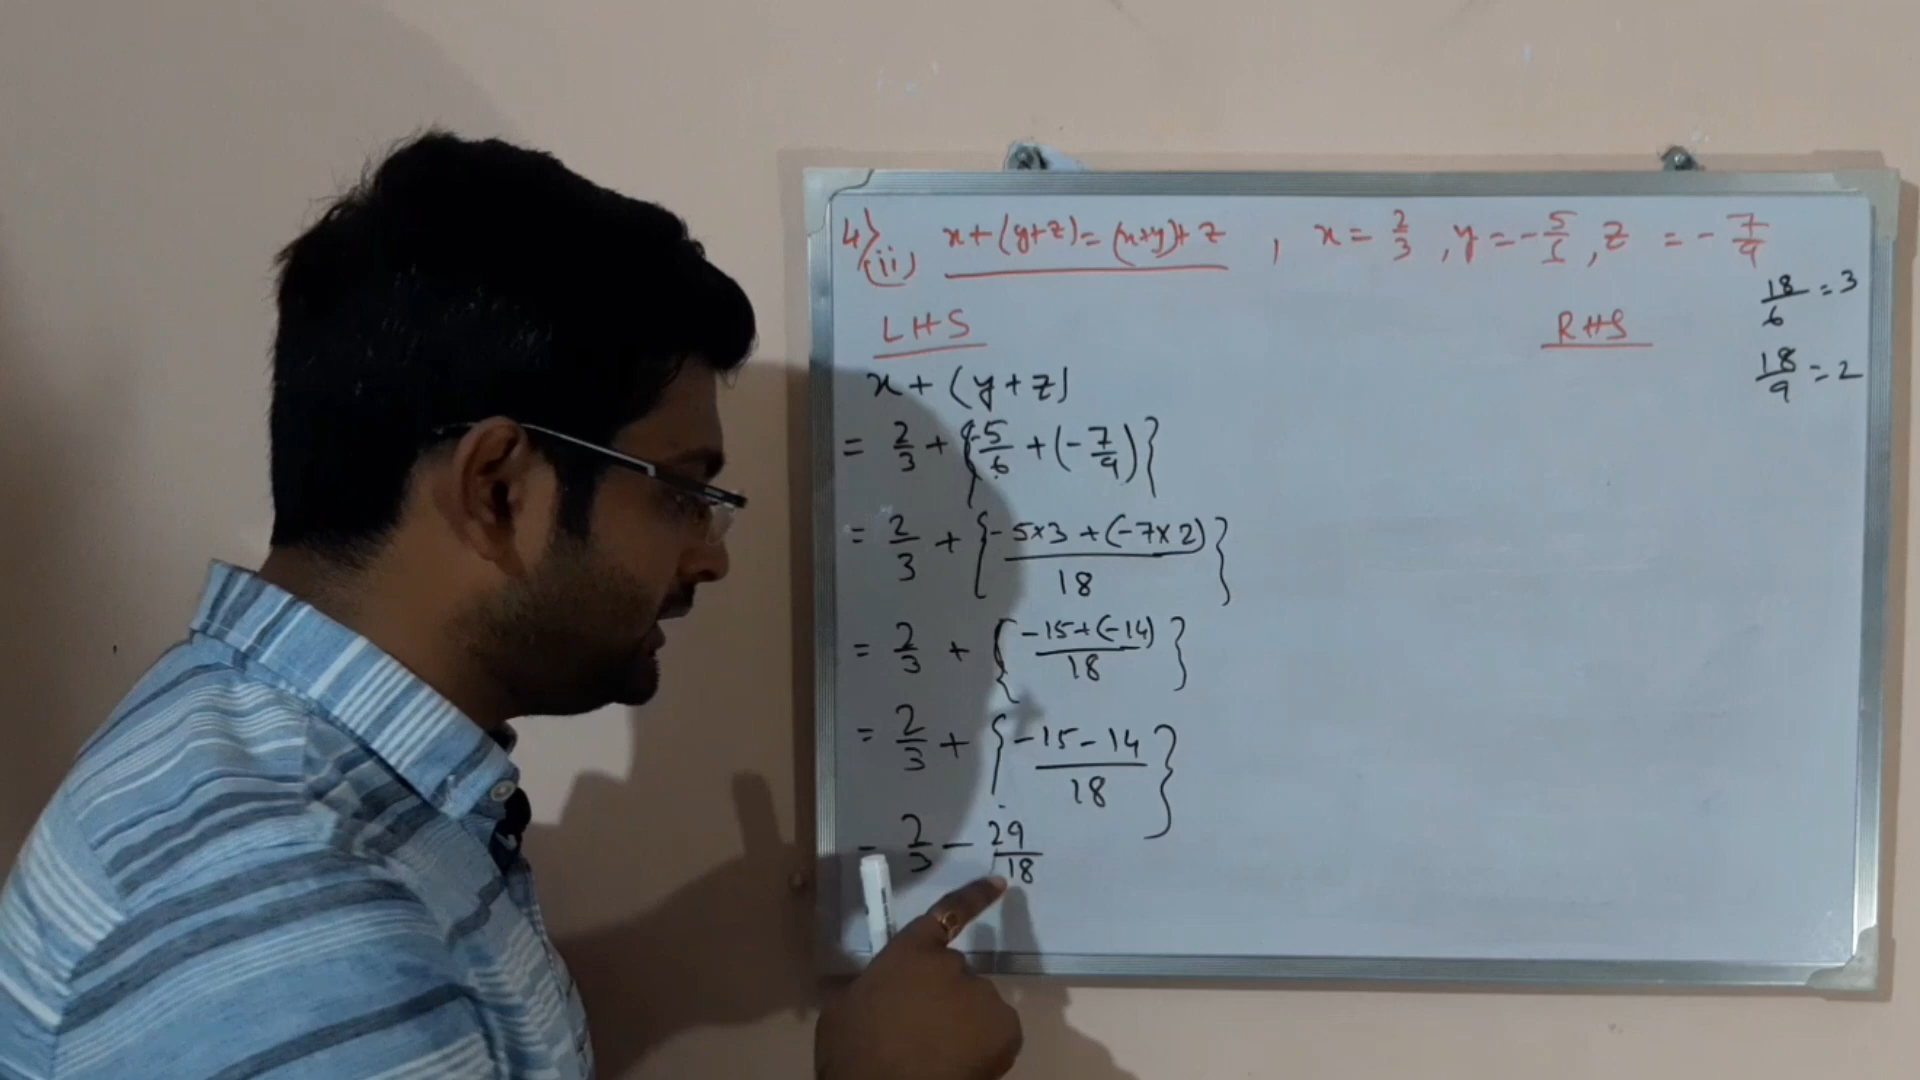 4) (ii) x+(y+z)=(x+y)+z , x = 2/3 , y = -5/6 , z = -7/9
18/6 = 3
LHS RHS
18/9 = 2
x + (y+z)
= 2/3 + {-5/6 + (-7/9)}
= 2/3 + {-5×3 + (-7×2)/18}
= 2/3 + {-15+(-14)/18}
= 2/3 + {-15-14/18}
= 2/3 - 29/18